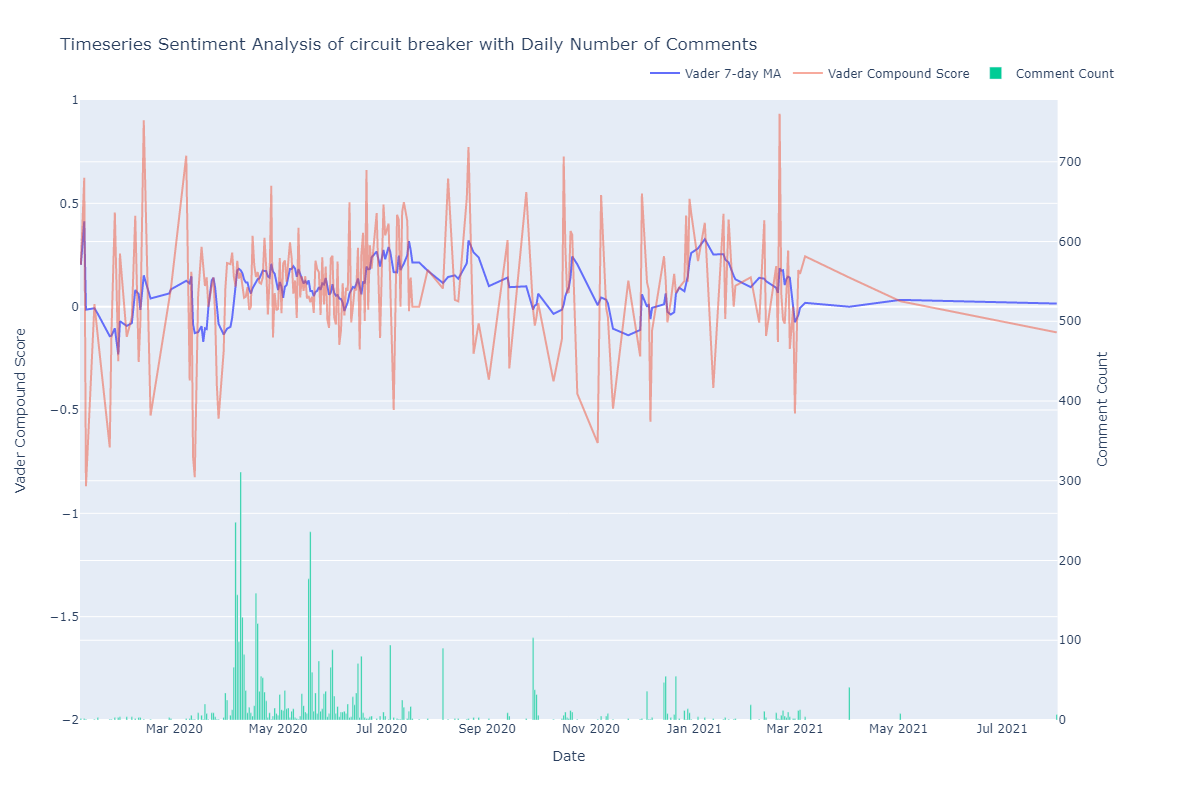 Timeseries Sentiment Analysis of circuit breaker with Daily Number of Comments
Vader 7-day MA
Vader Compound Score
Comment Count
1
0.5
0
−0.5
−1
−1.5
−2
Vader Compound Score
700
600
500
400
300
200
100
0
Comment Count
Mar 2020
May 2020
Jul 2020
Sep 2020
Nov 2020
Jan 2021
Mar 2021
May 2021
Jul 2021
Date